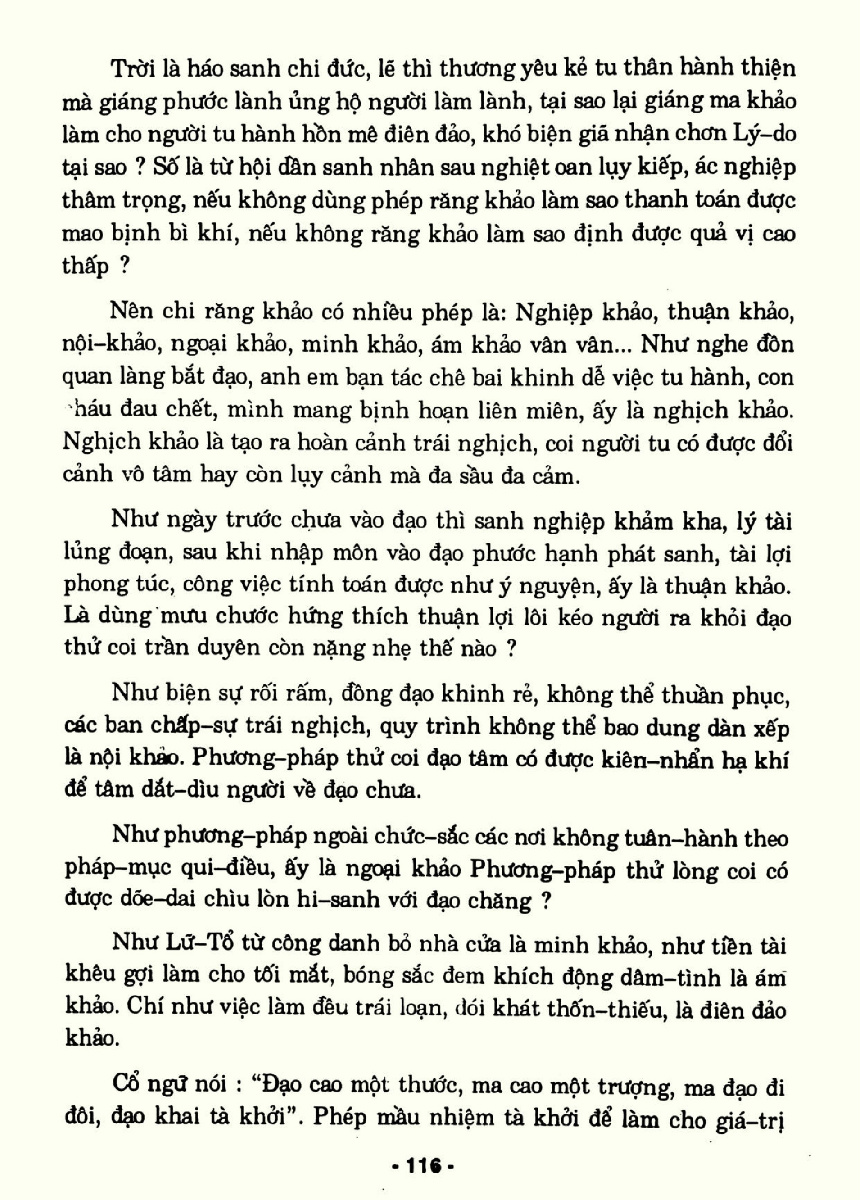 Trời là háo sanh chi đức, lẽ thì thương yêu kẻ tu thân hành thiện
mà giáng phước lành ủng hộ người làm lành, tại sao lại giáng ma khảo
làm cho người tu hành hồn mê điên đảo, khó biện giã nhận chơn Lý–do
tại sao ? Số là từ hội dần sanh nhân sau nghiệt oan lụy kiếp, ác nghiệp
thâm trọng, nếu không dùng phép răng khảo làm sao thanh toán được
mao bịnh bì khí, nếu không răng khảo làm sao định được quả vị cao
thấp ?
Nên chi răng khảo có nhiều phép là: Nghiệp khảo, thuận khảo,
nội–khảo, ngoại khảo, minh khảo, ám khảo vân vân... Như nghe đồn
quan làng bắt đạo, anh em bạn tác chê bai khinh dễ việc tu hành, con
háu đau chết, mình mang bịnh hoạn liên miên, ấy là nghịch khảo.
Nghịch khảo là tạo ra hoàn cảnh trái nghịch, coi người tu có được đổi
cảnh vô tâm hay còn lụy cảnh mà đa sầu đa cảm.
Như ngày trước chưa vào đạo thì sanh nghiệp khảm kha, lý tài
lủng đoạn, sau khi nhập môn vào đạo phước hạnh phát sanh, tài lợi
phong túc, công việc tính toán được như ý nguyện, ấy là thuận khảo.
Là dùng mưu chước hứng thích thuận lợi lôi kéo người ra khỏi đạo
thử coi trần duyên còn nặng nhẹ thế nào ?
Như biện sự rối rấm, đồng đạo khinh rẻ, không thể thuần phục,
các ban chấp–sự trái nghịch, quy trình không thể bao dung dàn xếp
là nội khảo. Phương–pháp thử coi đạo tâm có được kiên–nhẩn hạ khí
để tâm dắt–dìu người về đạo chưa.
Như phương–pháp ngoài chức–sắc các nơi không tuân–hành theo
pháp–mục qui–điều, ấy là ngoại khảo Phương–pháp thử lòng coi có
được dõe–dai chìu lòn hi–sanh với đạo chăng ?
Như Lữ–Tổ từ công danh bỏ nhà cửa là minh khảo, như tiền tài
khêu gợi làm cho tối mắt, bóng sắc đem khích động dâm–tình là ám
khảo. Chí như việc làm đêu trái loạn, đói khát thốn–thiếu, là điên đảo
khảo.
Cổ ngữ nói : “Đạo cao một thước, ma cao một trượng, ma đạo đi
đôi, đạo khai tà khởi”. Phép mầu nhiệm tà khởi để làm cho giá–trị
- 116 -